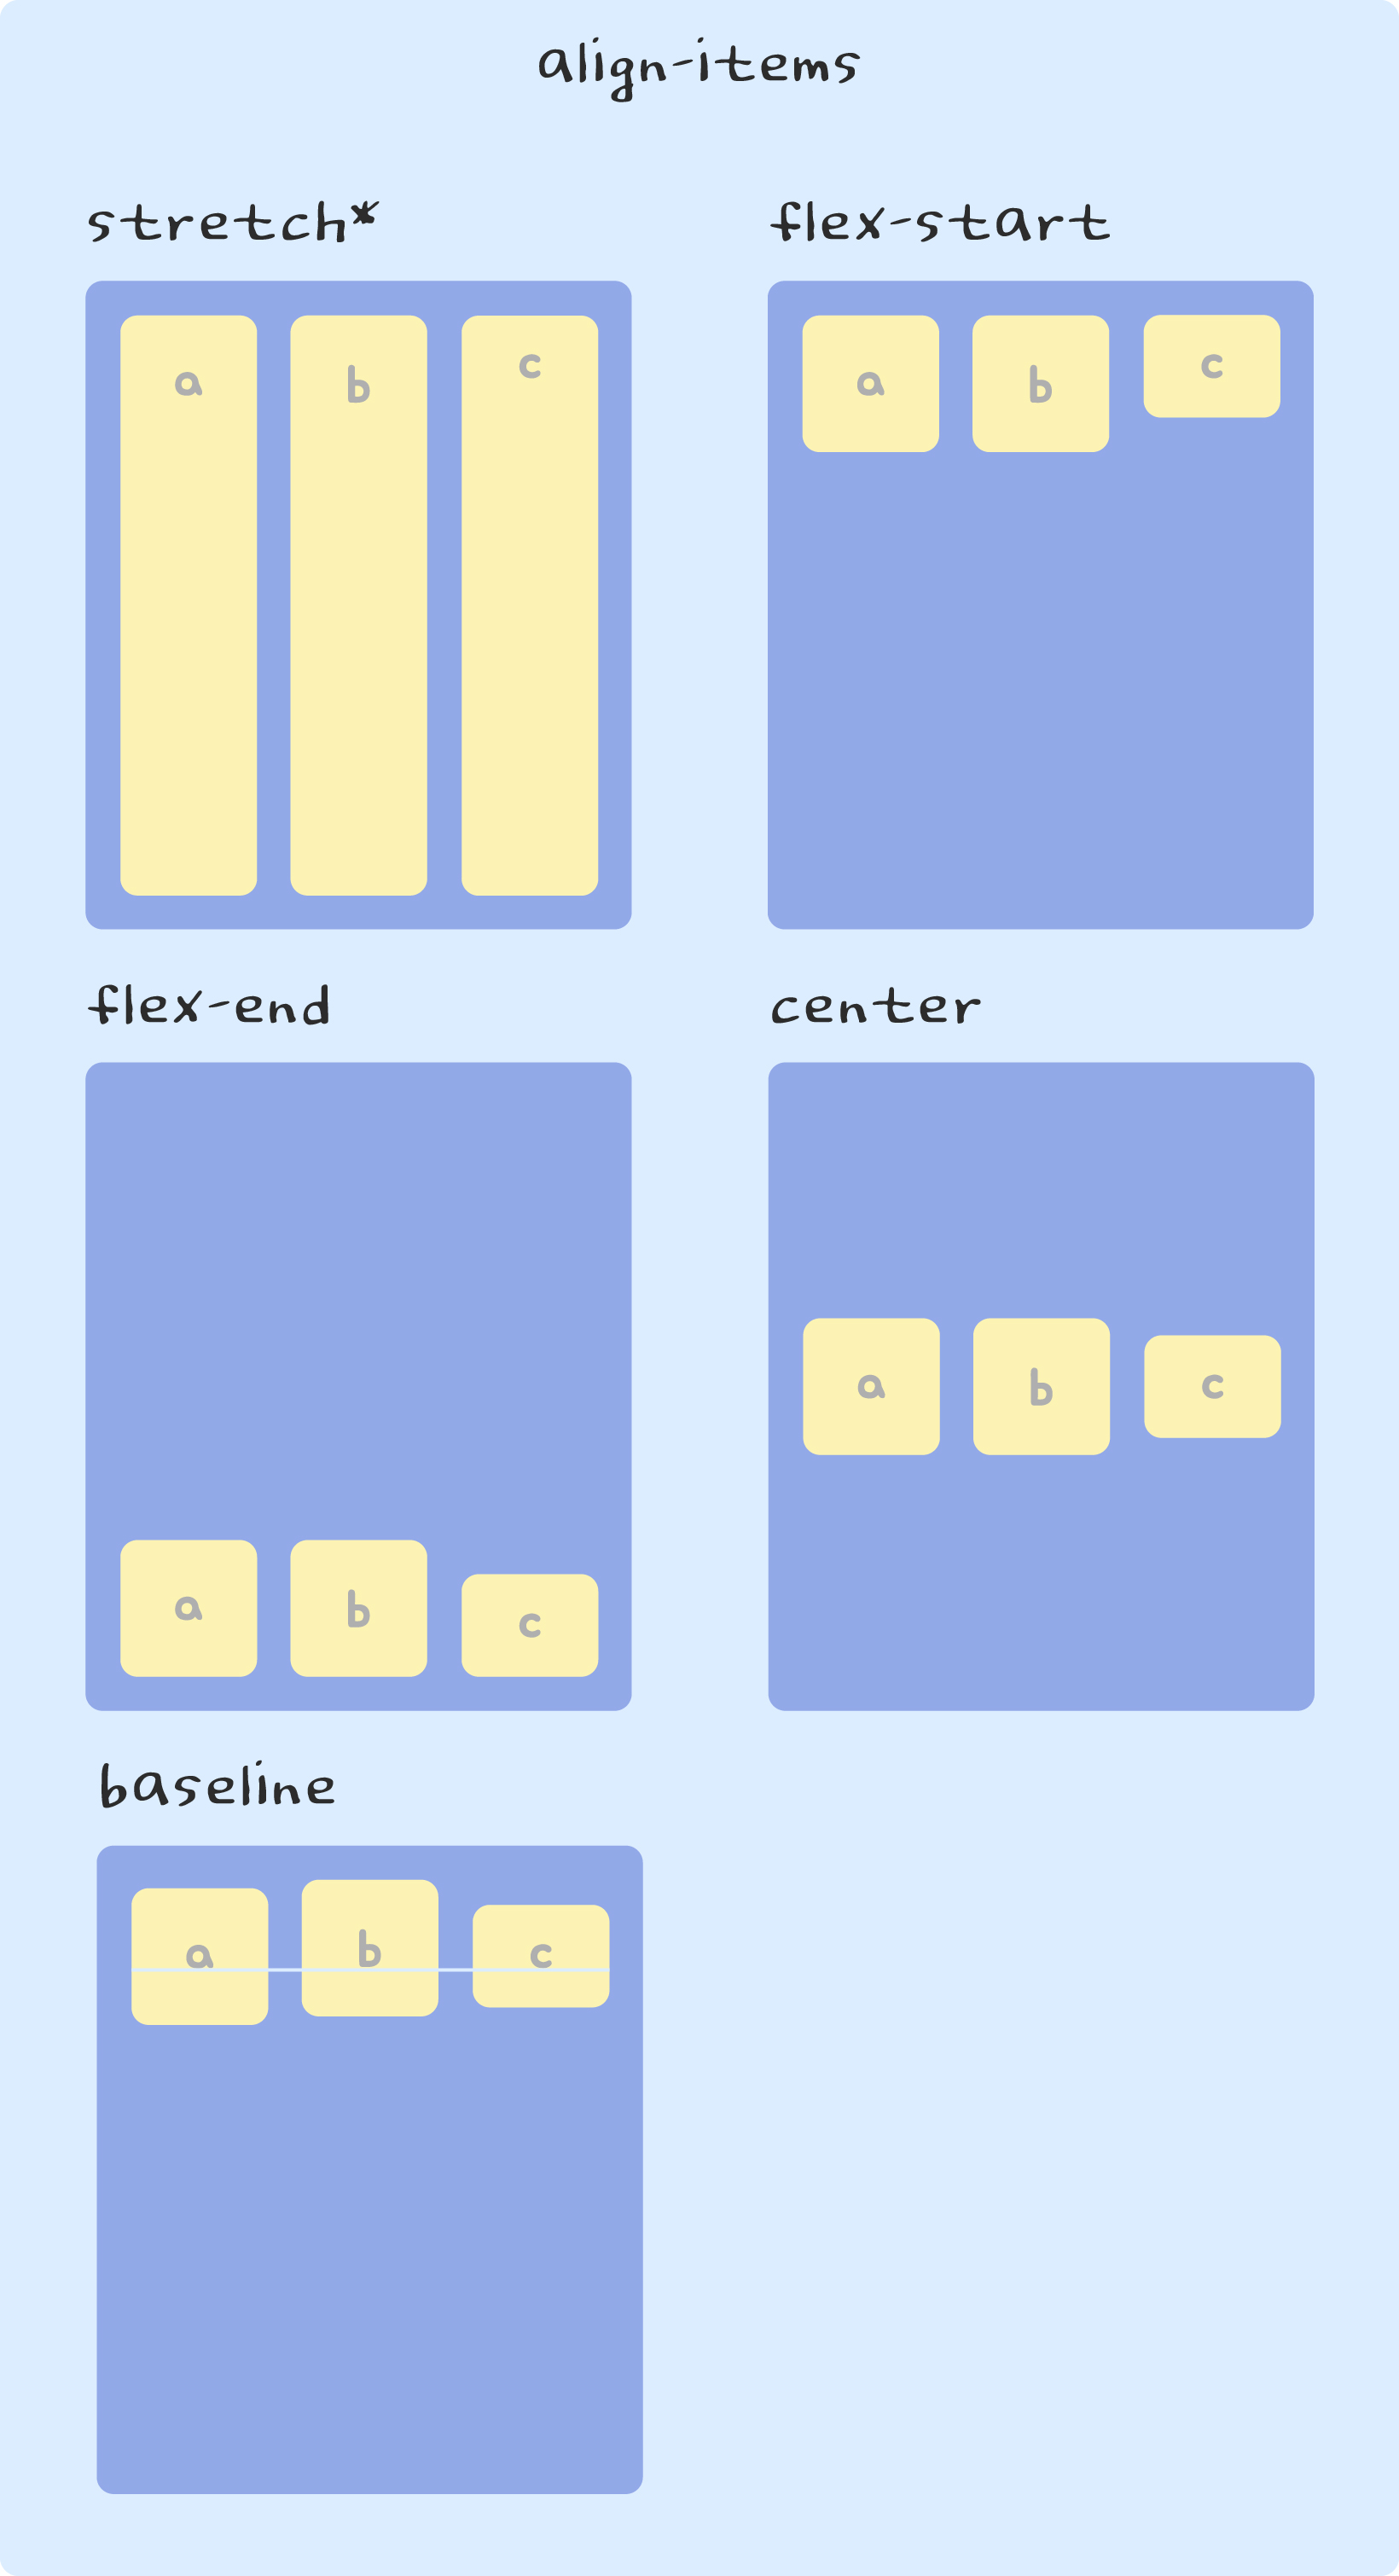 align-items
stretch*
flex-start
a b c
a b c
flex-end
center
a b c
a b c
baseline
a b c